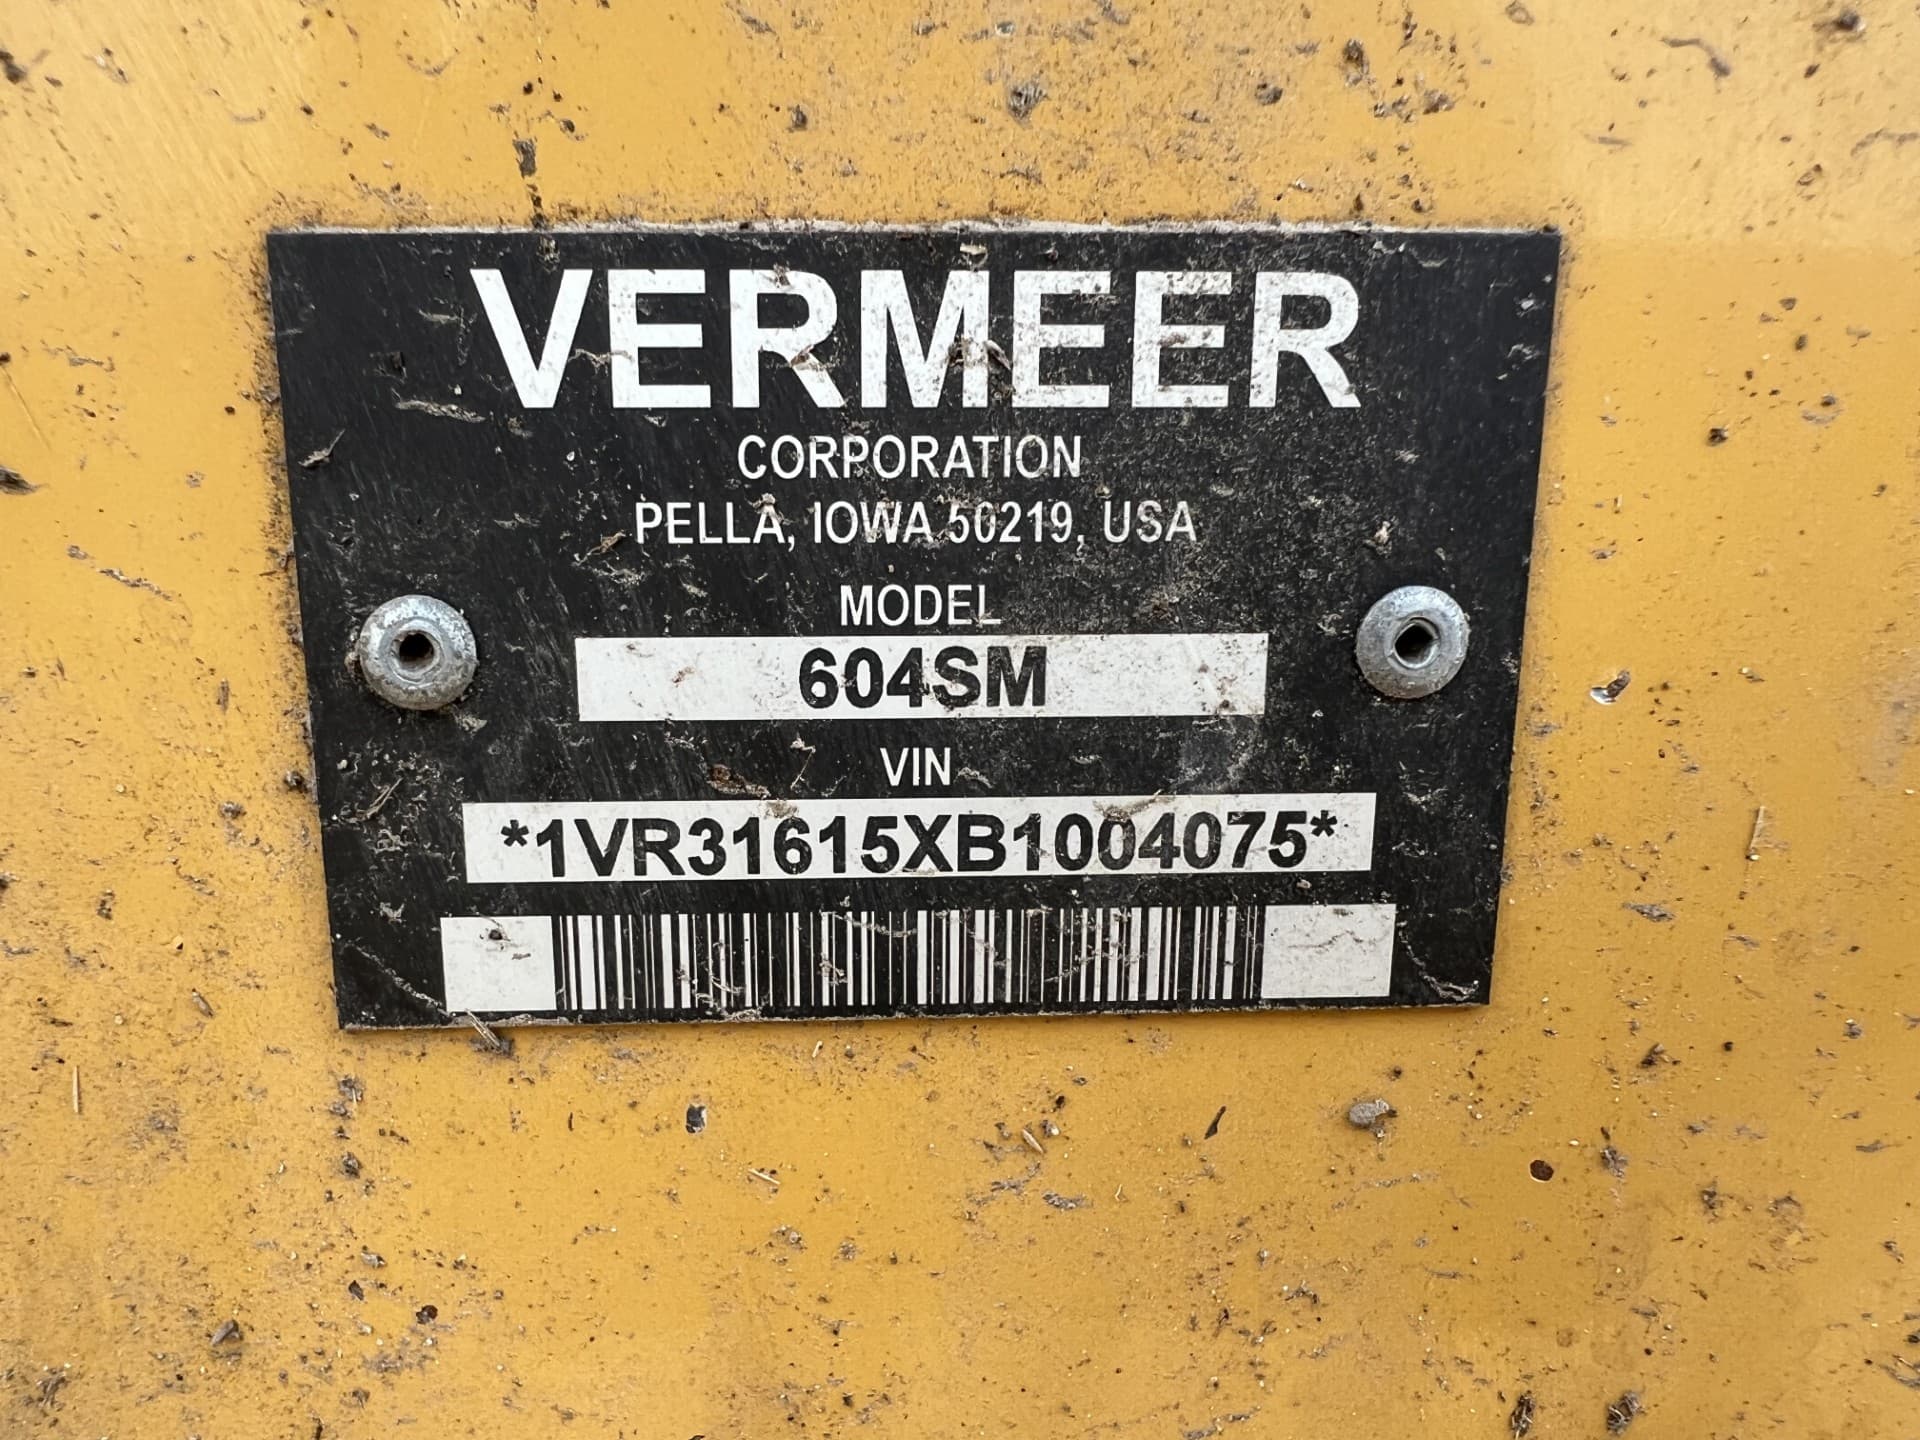 VERMEER
CORPORATION
PELLA, IOWA 50219, USA
MODEL
604SM
VIN
*1VR31615XB1004075*